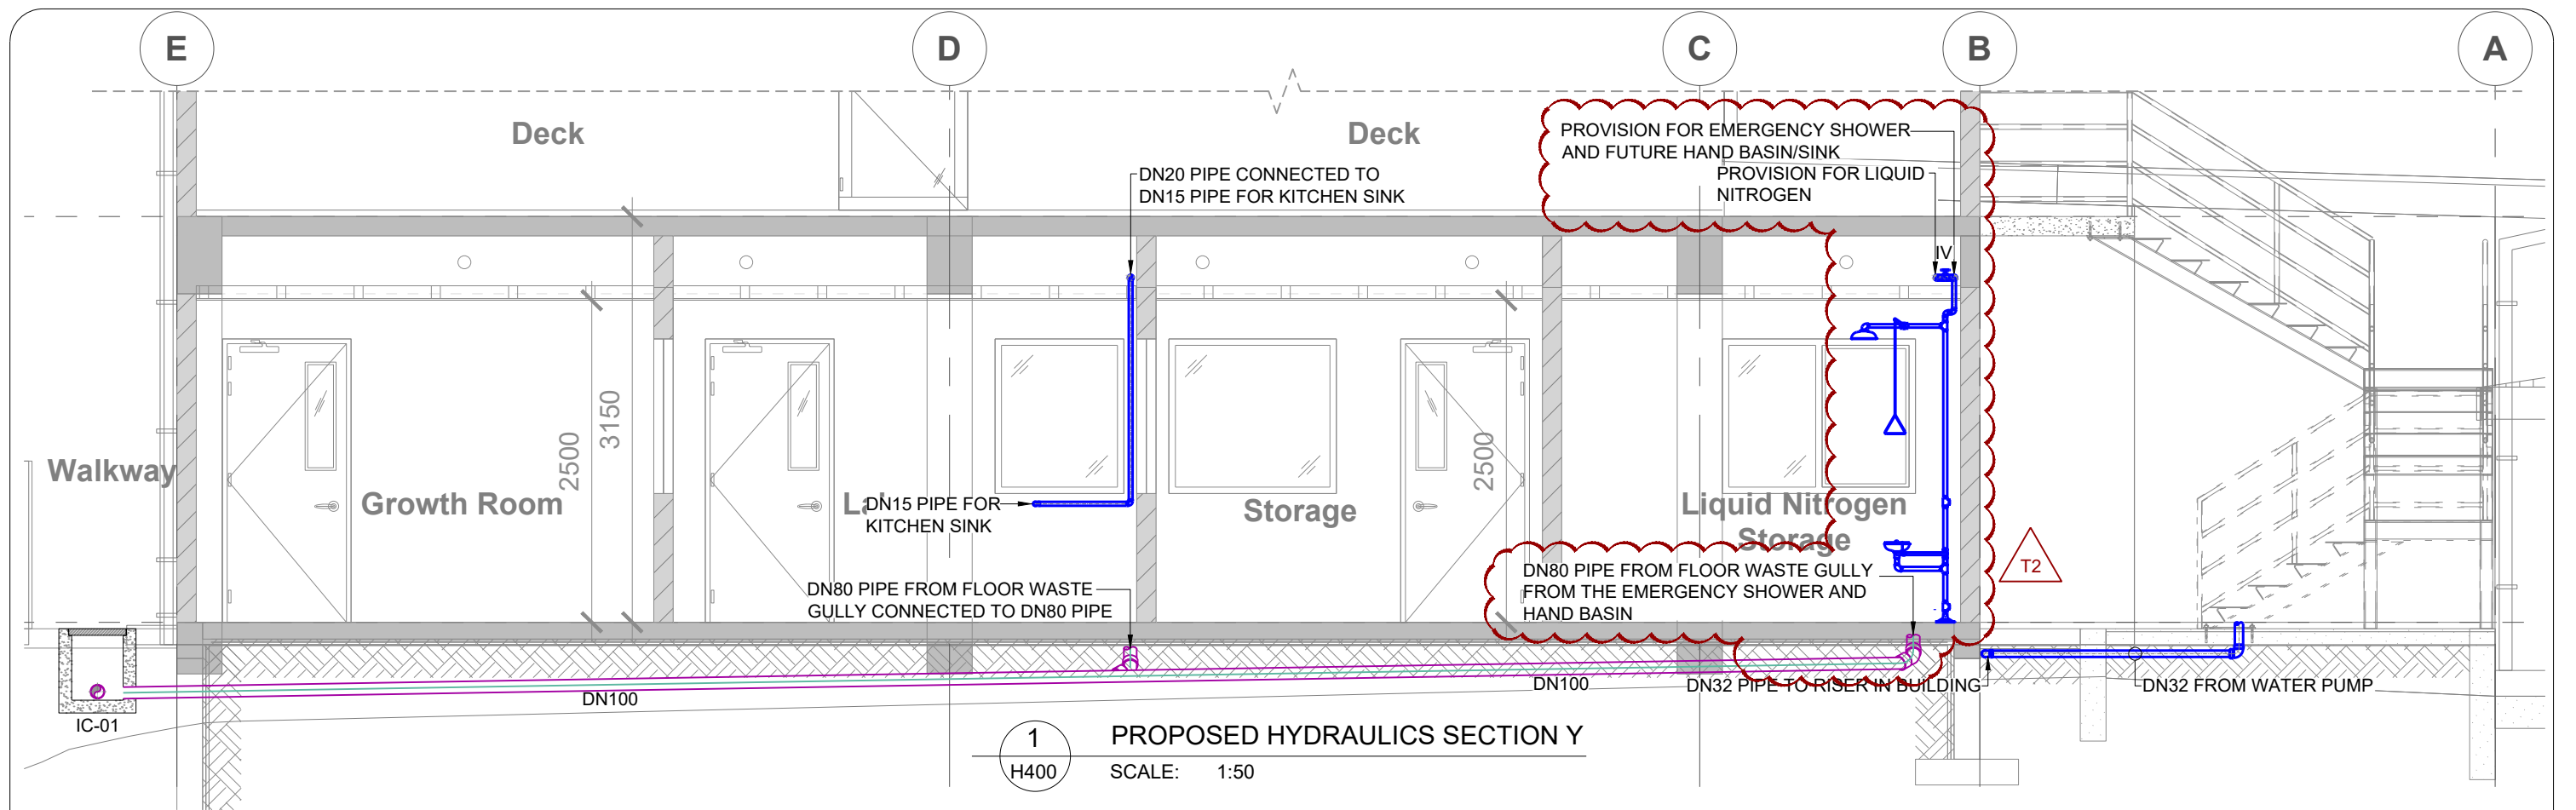 E
D
C
B
A
Deck
Deck
PROVISION FOR EMERGENCY SHOWER
AND FUTURE HAND BASIN/SINK
PROVISION FOR LIQUID
NITROGEN
DN20 PIPE CONNECTED TO
DN15 PIPE FOR KITCHEN SINK
IV
3150
2500
2500
Walkway
Growth Room
DN15 PIPE FOR
KITCHEN SINK
Storage
Liquid Nitrogen
Storage
T2
DN80 PIPE FROM FLOOR WASTE
GULLY CONNECTED TO DN80 PIPE
DN80 PIPE FROM FLOOR WASTE GULLY
FROM THE EMERGENCY SHOWER AND
HAND BASIN
IC-01
DN100
DN100
DN32 PIPE TO RISER IN BUILDING
DN32 FROM WATER PUMP
1
H400
PROPOSED HYDRAULICS SECTION Y
SCALE: 1:50